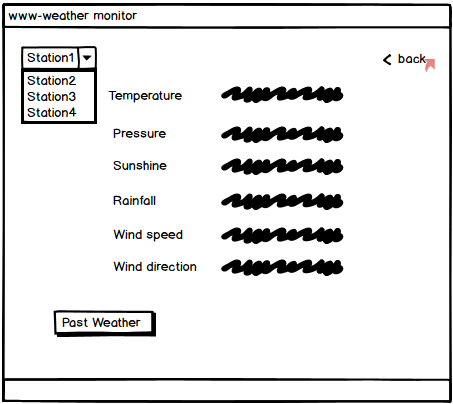 www-weather monitor
Station1
< back
Station2
Station3
Station4
Temperature
Pressure
Sunshine
Rainfall
Wind speed
Wind direction
Past Weather